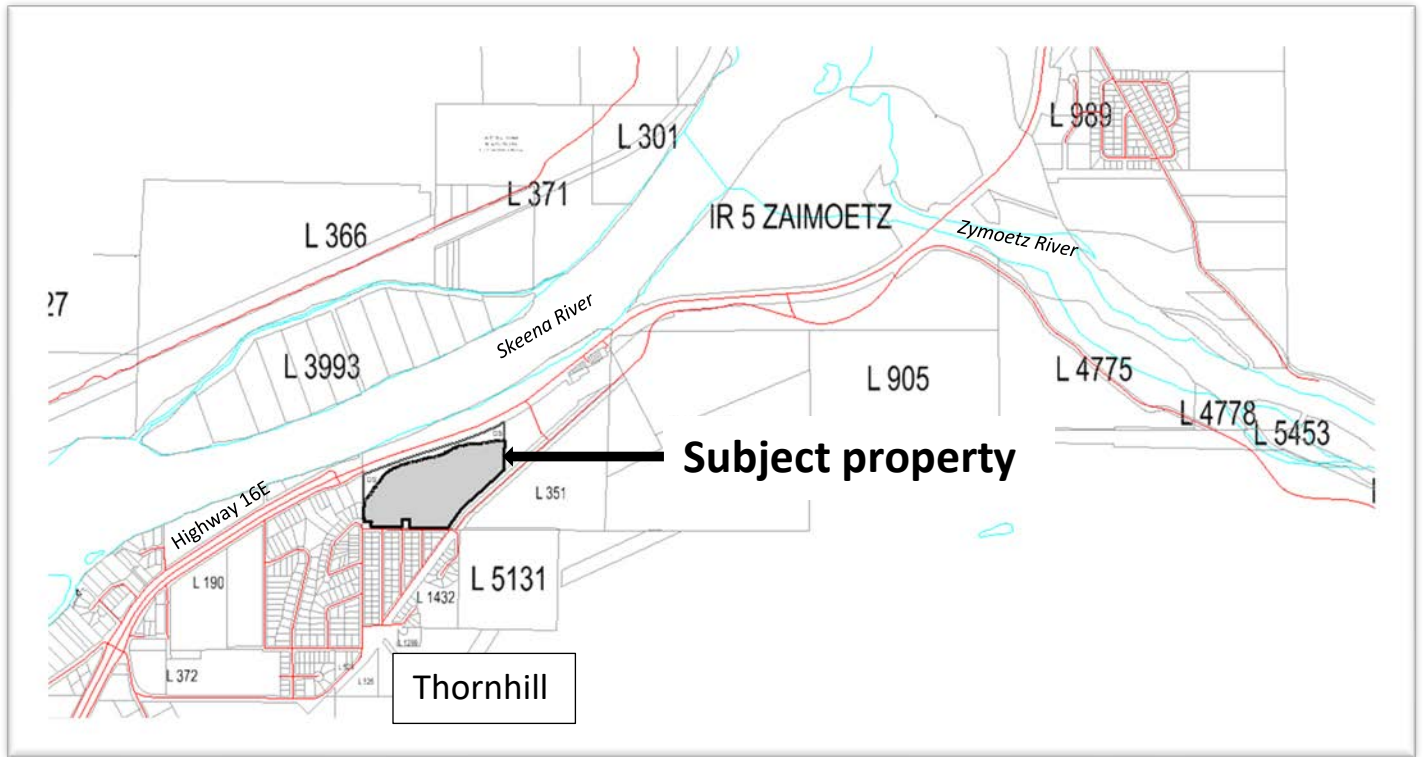 L 989
L 301
L 371
IR 5 ZAIMOETZ
L 366
Zymoetz River
27
Skeena River
L 3993
L 905
L 4775
L 4778
L 5453
Subject property
L 351
Highway 16E
L 190
L 5131
L 1432
L 372
Thornhill